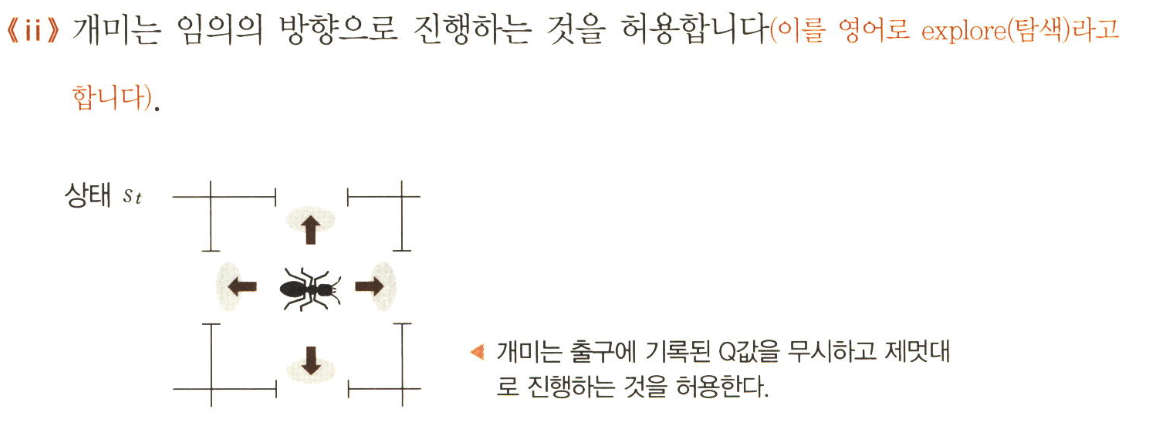 《ii》 개미는 임의의 방향으로 진행하는 것을 허용합니다(이를 영어로 explore(탐색)라고
합니다).
상태 sₜ
◀ 개미는 출구에 기록된 Q값을 무시하고 제멋대
로 진행하는 것을 허용한다.